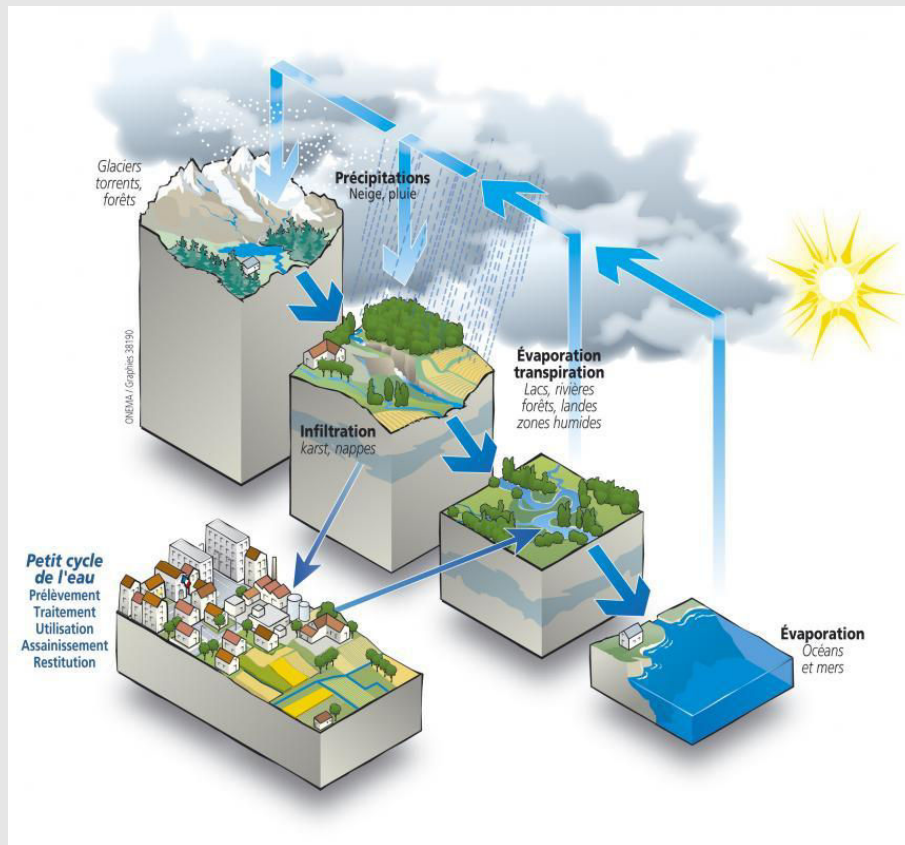 Glaciers
torrents,
forêts
Précipitations
Neige, pluie
ONEMA / Graphies 38190
Évaporation
transpiration
Lacs, rivières
forêts, landes
zones humides
Infiltration
karst, nappes
Petit cycle
de l'eau
Prélèvement
Traitement
Utilisation
Assainissement
Restitution
Évaporation
Océans
et mers